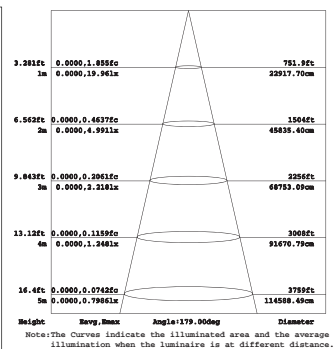 3.281ft 0.0000,1.855fc 751.9ft
1m 0.0000,19.96lx 22917.70cm
6.562ft 0.0000,0.4637fc 1504ft
2m 0.0000,4.991lx 45835.40cm
9.843ft 0.0000,0.2061fc 2256ft
3m 0.0000,2.218lx 68753.09cm
13.12ft 0.0000,0.1159fc 3008ft
4m 0.0000,1.248lx 91670.79cm
16.4ft 0.0000,0.0742fc 3759ft
5m 0.0000,0.7986lx 114588.49cm
Height Eavg,Emax Angle:179.00deg Diameter
Note:The Curves indicate the illuminated area and the average
illumination when the luminaire is at different distance.